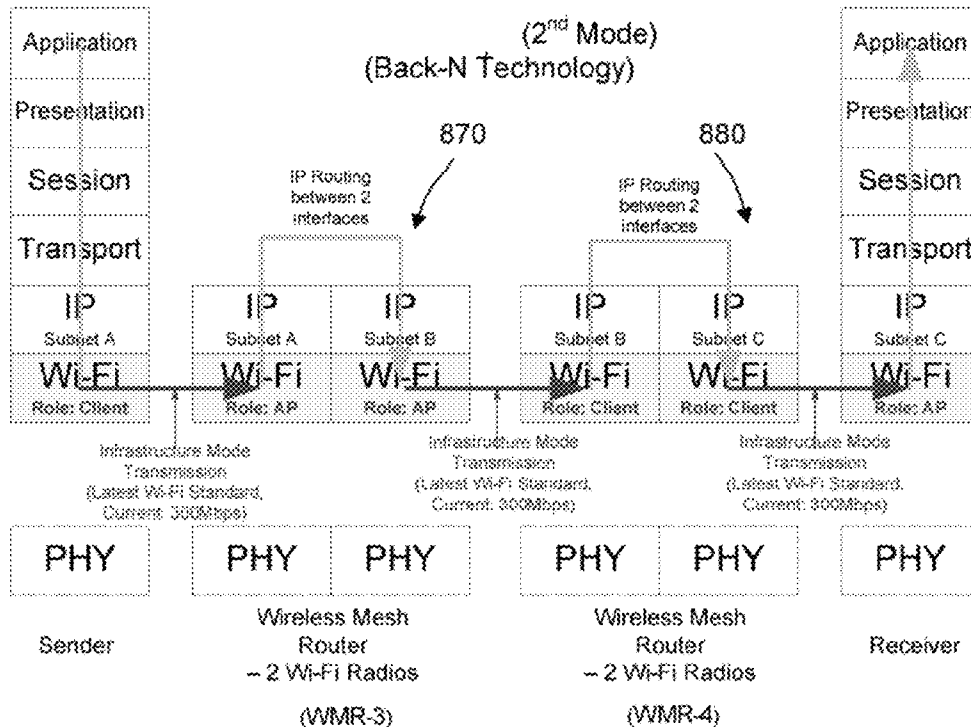 (2nd Mode)
(Back-N Technology)
870
880
Application
Presentation
Session
Transport
IP
Subset A
Wi-Fi
Role: Client
IP Routing
between 2
interfaces
IP
Subset A
Wi-Fi
Role: AP
IP
Subset B
Wi-Fi
Role: AP
IP Routing
between 2
interfaces
IP
Subset B
Wi-Fi
Role: Client
IP
Subset C
Wi-Fi
Role: Client
Application
Presentation
Session
Transport
IP
Subset C
Wi-Fi
Role: AP
Infrastructure Mode
Transmission
(Latest Wi-Fi Standard,
Current: 300Mbps)
Infrastructure Mode
Transmission
(Latest Wi-Fi Standard,
Current: 300Mbps)
Infrastructure Mode
Transmission
(Latest Wi-Fi Standard,
Current: 300Mbps)
PHY
PHY
PHY
PHY
PHY
PHY
Sender
Wireless Mesh
Router
– 2 Wi-Fi Radios
(WMR-3)
Wireless Mesh
Router
– 2 Wi-Fi Radios
(WMR-4)
Receiver